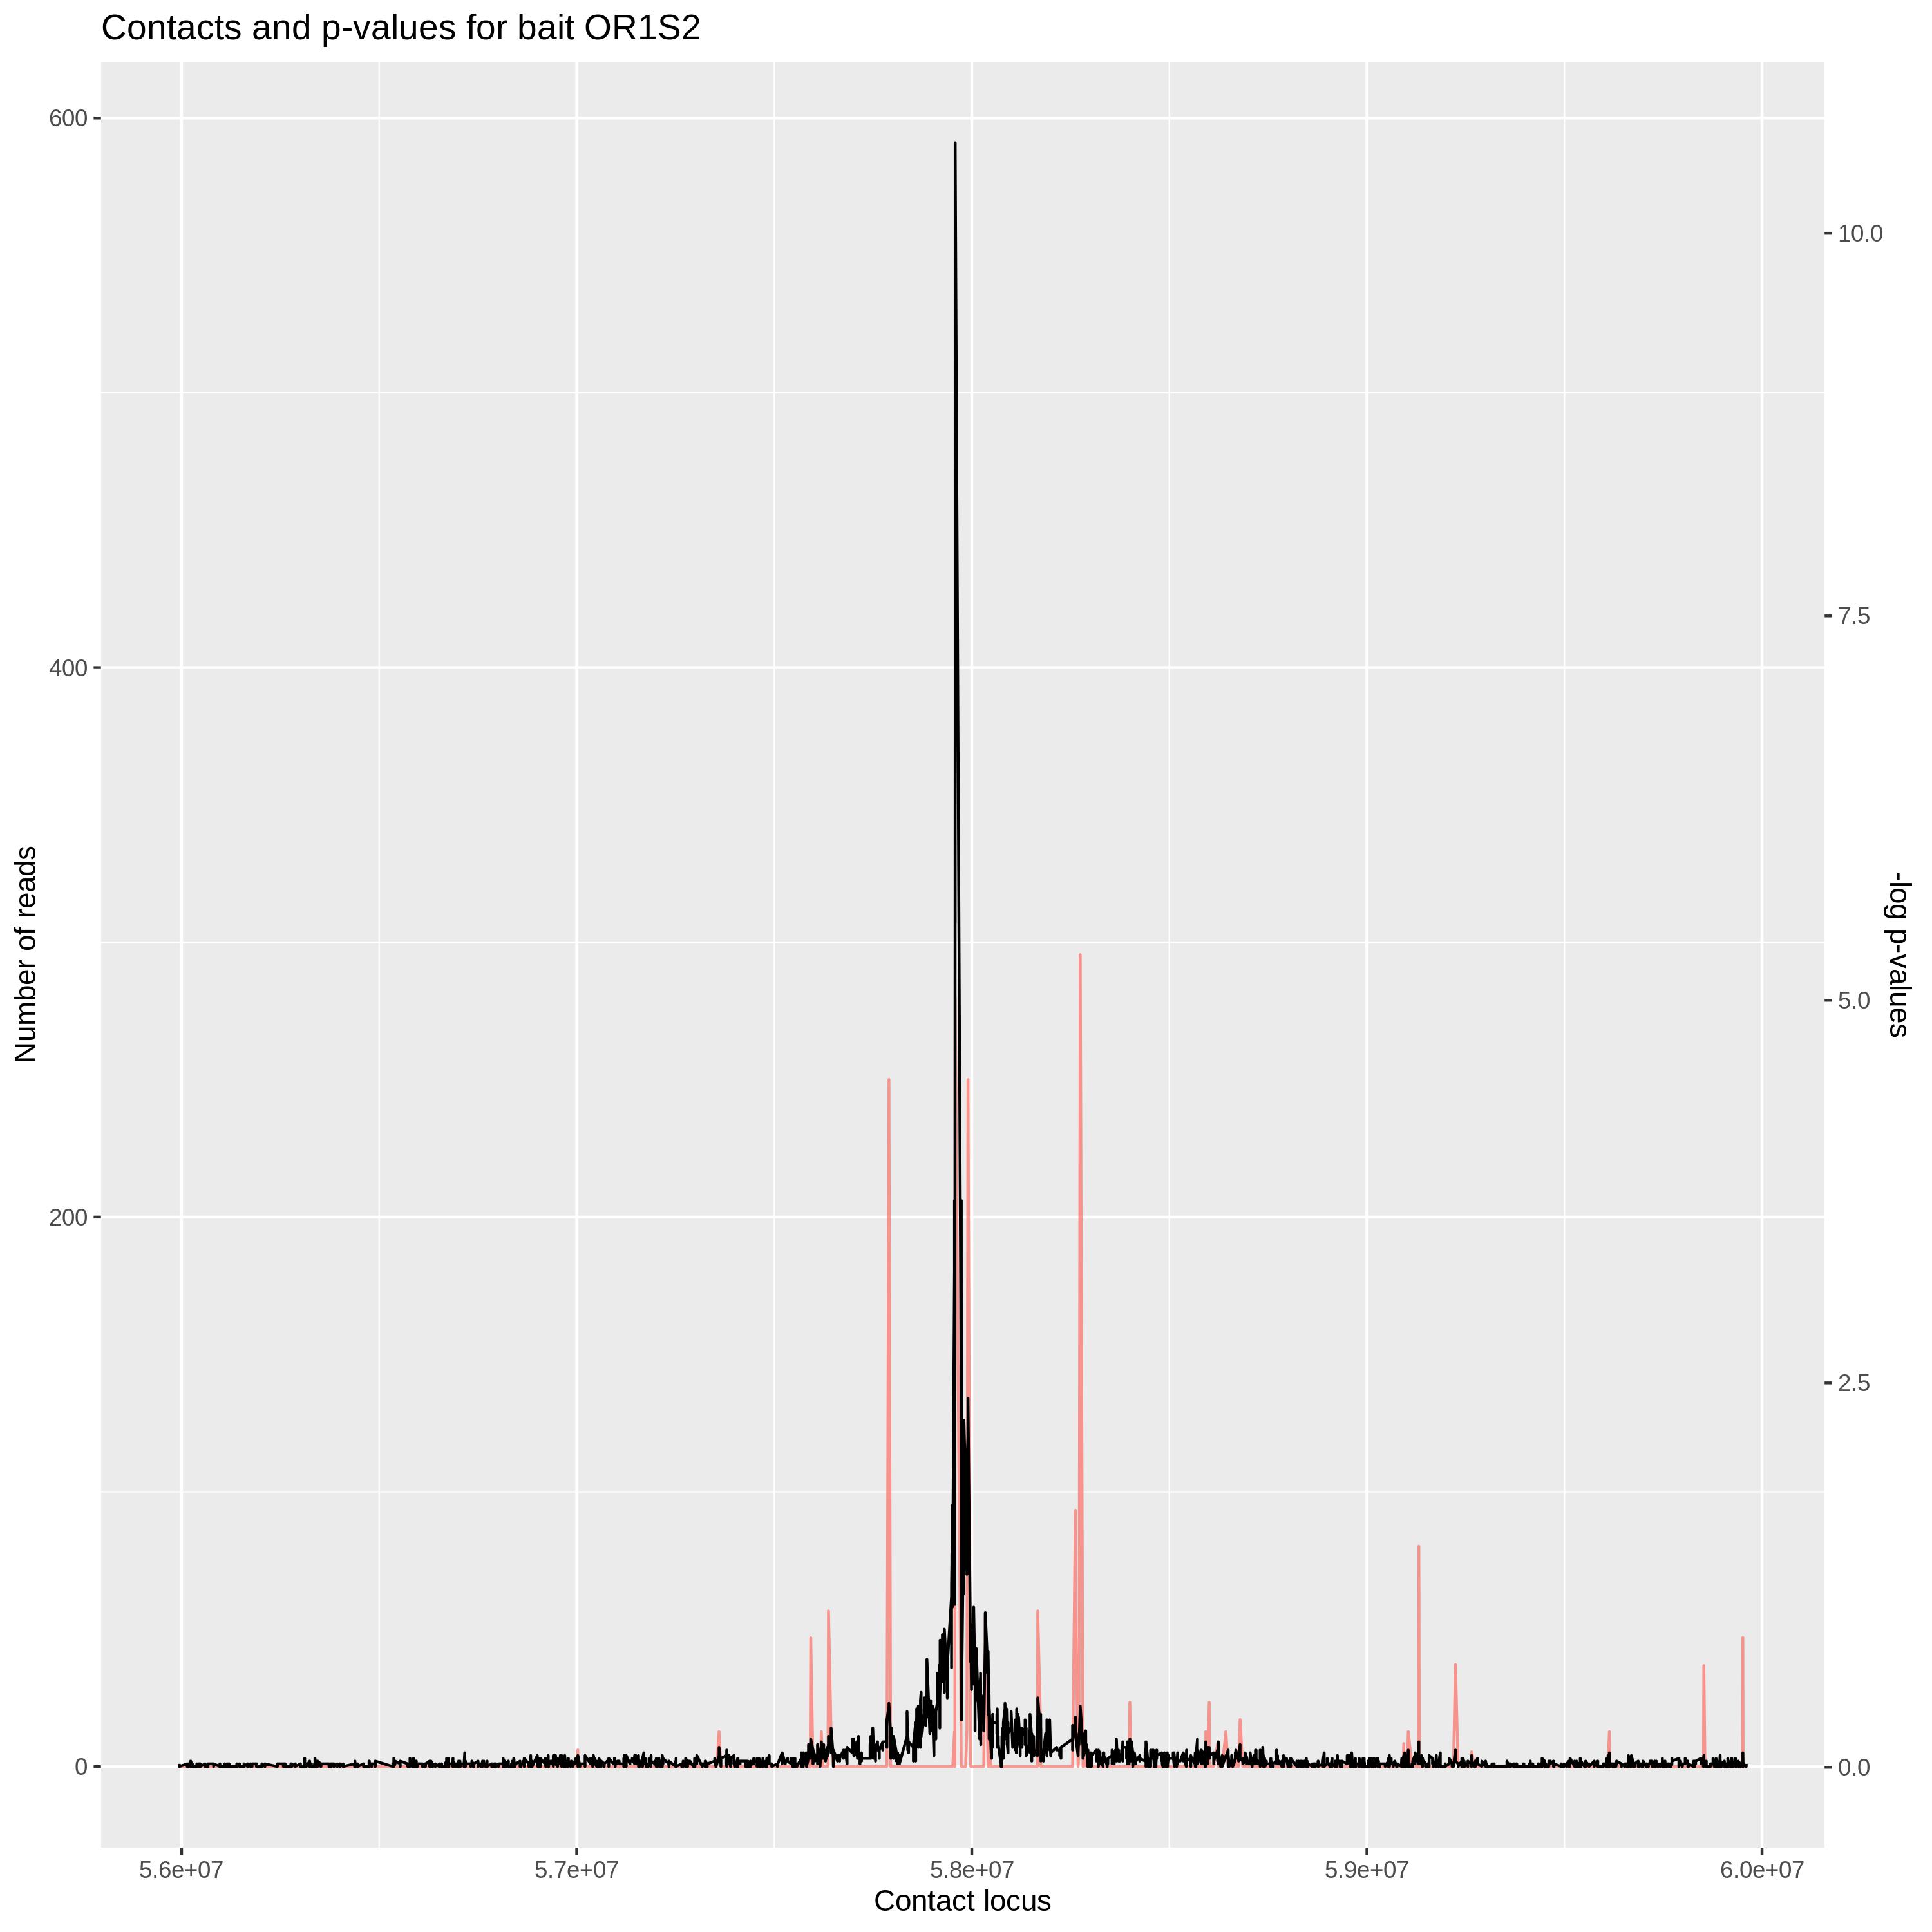 Contacts and p-values for bait OR1S2
600
400
200
0
Number of reads
10.0
7.5
5.0
2.5
0.0
-log p-values
5.6e+07 5.7e+07 5.8e+07 5.9e+07 6.0e+07
Contact locus